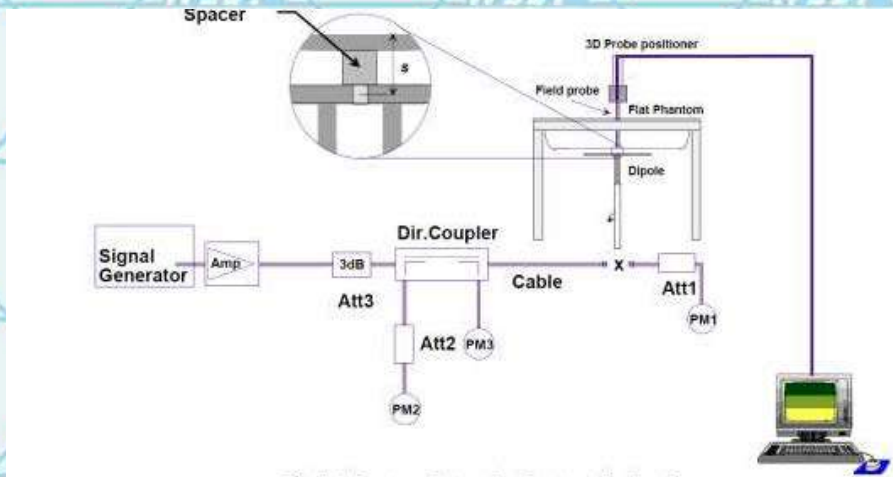 Spacer
s
3D Probe positioner
Field probe
Flat Phantom
Dipole
Signal
Generator
Amp
3dB
Att3
Dir.Coupler
Cable
x
Att1
PM1
Att2
PM3
PM2